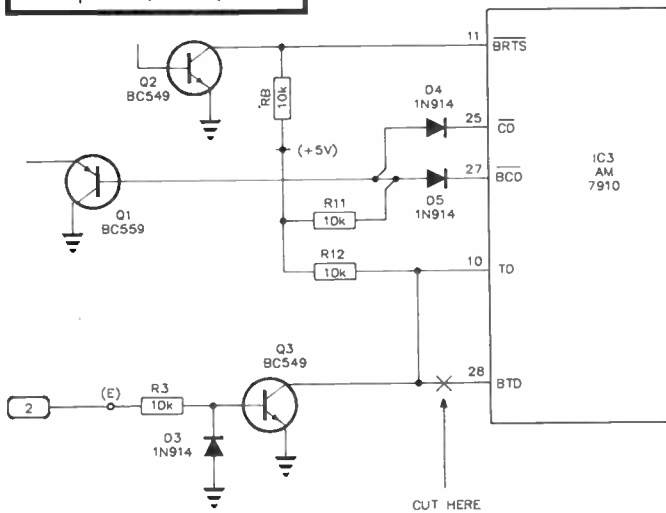 11
BRTS
Q2
BC549
RB
10k
D4
1N914
25
CD
(+5V)
IC3
AM
7910
27
BCD
Q1
BC559
R11
10k
D5
1N914
R12
10k
10
TD
Q3
BC549
28
BTD
2
(E)
R3
10k
D3
1N914
CUT HERE